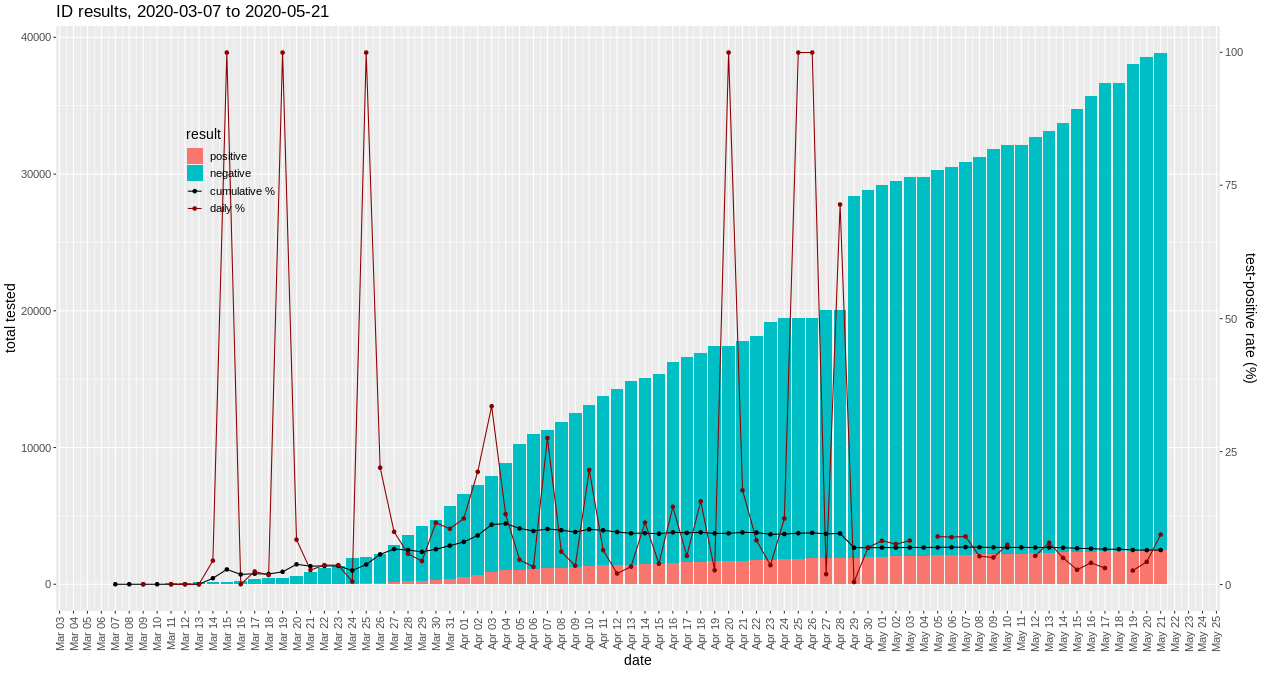 ID results, 2020-03-07 to 2020-05-21
40000
30000
20000
10000
0
total tested
result
positive
negative
cumulative %
daily %
100
75
50
25
0
test-positive rate (%)
Mar 03
Mar 04
Mar 05
Mar 06
Mar 07
Mar 08
Mar 09
Mar 10
Mar 11
Mar 12
Mar 13
Mar 14
Mar 15
Mar 16
Mar 17
Mar 18
Mar 19
Mar 20
Mar 21
Mar 22
Mar 23
Mar 24
Mar 25
Mar 26
Mar 27
Mar 28
Mar 29
Mar 30
Mar 31
Apr 01
Apr 02
Apr 03
Apr 04
Apr 05
Apr 06
Apr 07
Apr 08
Apr 09
Apr 10
Apr 11
Apr 12
Apr 13
Apr 14
Apr 15
Apr 16
Apr 17
Apr 18
Apr 19
Apr 20
Apr 21
Apr 22
Apr 23
Apr 24
Apr 25
Apr 26
Apr 27
Apr 28
Apr 29
Apr 30
May 01
May 02
May 03
May 04
May 05
May 06
May 07
May 08
May 09
May 10
May 11
May 12
May 13
May 14
May 15
May 16
May 17
May 18
May 19
May 20
May 21
May 22
May 23
May 24
May 25
date